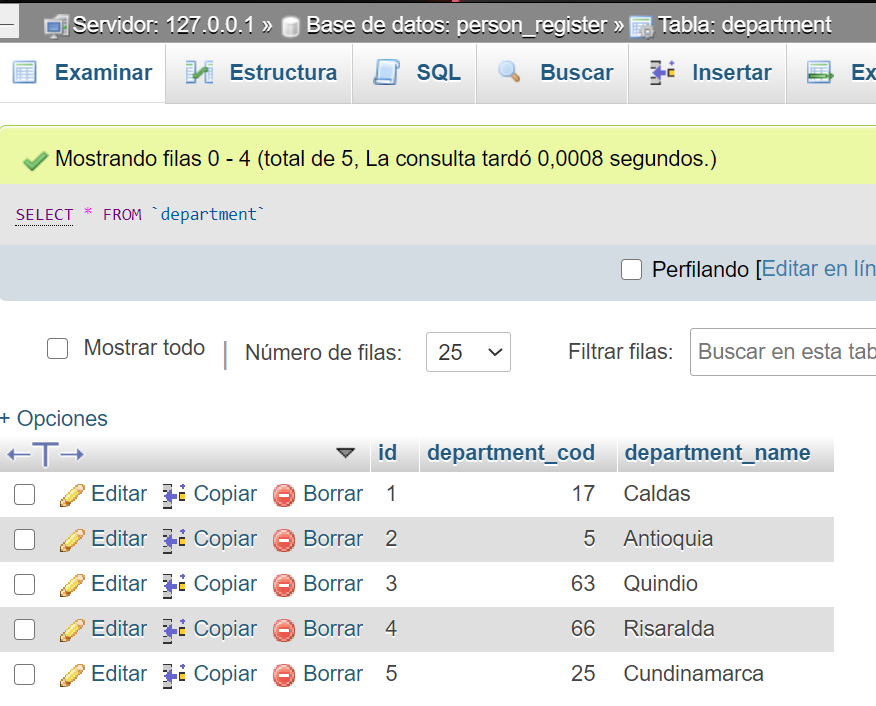 Servidor: 127.0.0.1 » Base de datos: person_register » Tabla: department
Examinar Estructura SQL Buscar Insertar Ex
Mostrando filas 0 - 4 (total de 5, La consulta tardó 0,0008 segundos.)
SELECT * FROM `department`
Perfilando [Editar en lín
Mostrar todo | Número de filas: 25 Filtrar filas: Buscar en esta tab
+ Opciones
←T→ id department_cod department_name
Editar Copiar Borrar 1 17 Caldas
Editar Copiar Borrar 2 5 Antioquia
Editar Copiar Borrar 3 63 Quindio
Editar Copiar Borrar 4 66 Risaralda
Editar Copiar Borrar 5 25 Cundinamarca